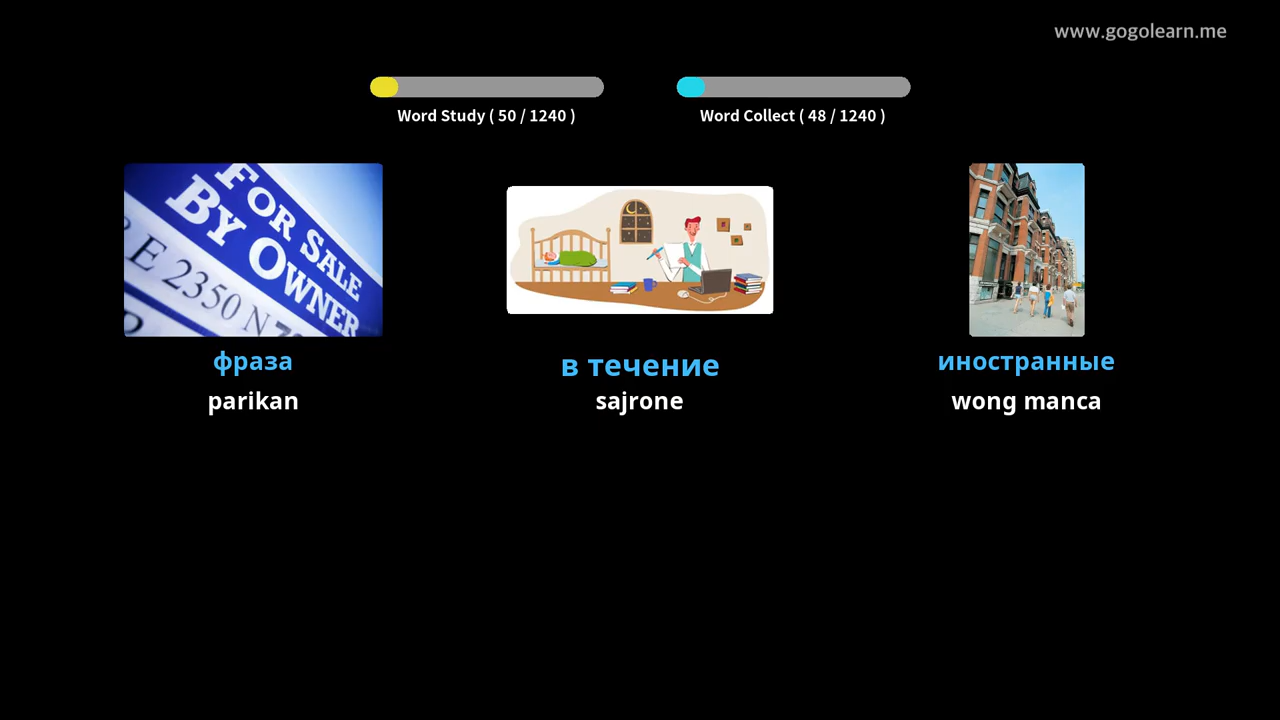 www.gogolearn.me
Word Study ( 50 / 1240 )
Word Collect ( 48 / 1240 )
FOR SALE
BY OWNER
E 2350 N
фраза
parikan
в течение
sajrone
иностранные
wong manca